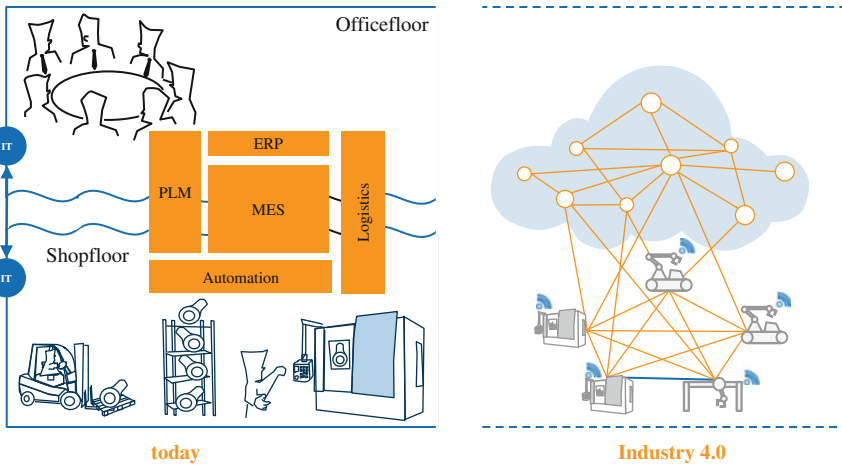 Officefloor
IT
ERP
PLM
MES
Logistics
Shopfloor
IT
Automation
today
Industry 4.0